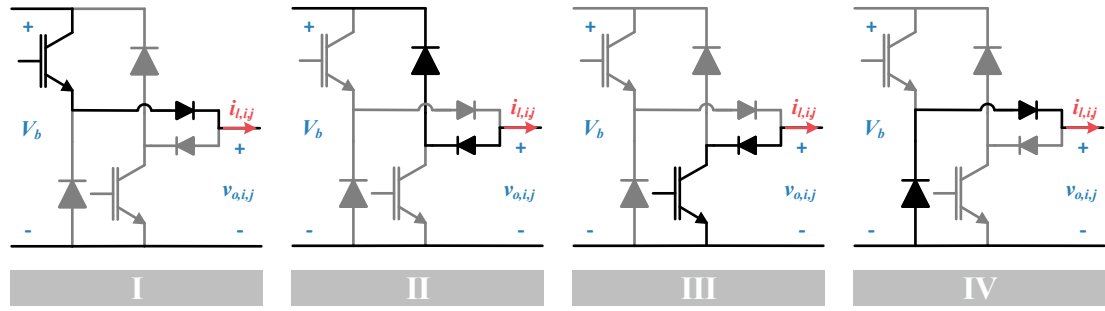 + + + +
i_{l,i,j} i_{l,i,j} i_{l,i,j} i_{l,i,j}
V_b + V_b + V_b + V_b +
v_{o,i,j} v_{o,i,j} v_{o,i,j} v_{o,i,j}
- - - - - - - -
I II III IV